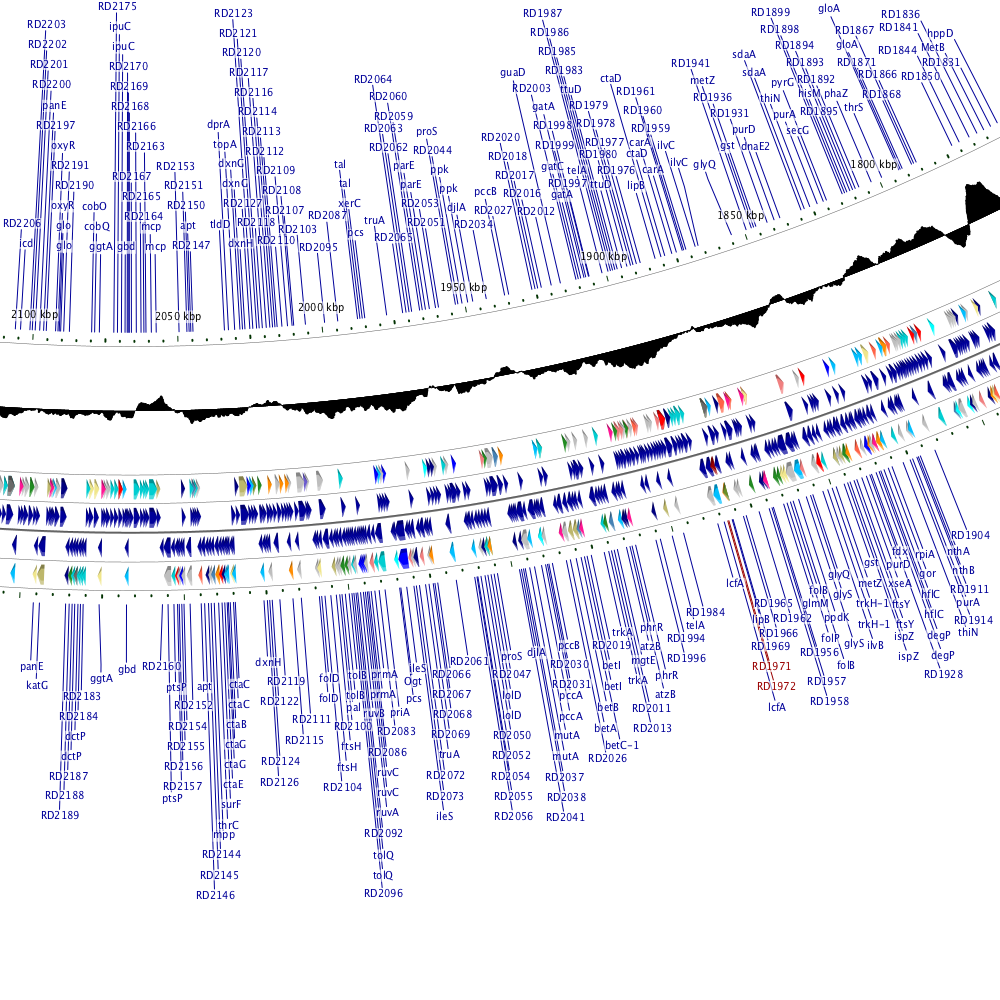 RD2203
RD2202
RD2201
RD2200
panE
RD2197
oxyR
RD2191
RD2190
oxyR
glo
glo
RD2206
icd
RD2175
ipuC
ipuC
RD2170
RD2169
RD2168
RD2166
RD2163
RD2167
RD2165
RD2164
mcp
mcp
cobO
cobQ
ggtA
gbd
RD2153
RD2151
RD2150
apt
RD2147
RD2123
RD2121
RD2120
RD2117
RD2116
RD2114
RD2113
RD2112
RD2109
RD2108
RD2107
RD2103
RD2110
dprA
topA
dxnG
dxnG
RD2127
tldD
RD2118
dxnH
RD2095
RD2087
tal
tal
xerC
pcs
RD2064
RD2060
RD2059
RD2063
RD2062
parE
parE
RD2053
RD2051
truA
RD2065
proS
RD2044
ppk
ppk
djlA
RD2034
pccB
RD2027
RD2020
RD2018
RD2017
RD2016
RD2012
guaD
RD2003
gatA
RD1998
RD1999
gatC
RD1997
gatA
RD1987
RD1986
RD1985
RD1983
ttuD
RD1979
RD1978
RD1977
RD1980
telA
RD1976
ttuD
ctaD
RD1961
RD1960
RD1959
carA
ctaD
carA
lipB
ilvC
ilvC
glyQ
RD1941
metZ
RD1936
RD1931
purD
gst
dnaE2
sdaA
sdaA
thiN
purA
secG
RD1899
RD1898
RD1894
RD1893
RD1892
pyrG
hisM
phaZ
RD1895
thrS
gloA
gloA
RD1867
RD1871
RD1866
RD1868
RD1836
RD1841
hppD
MetB
RD1844
RD1831
RD1850
2100 kbp
2050 kbp
2000 kbp
1950 kbp
1900 kbp
1850 kbp
1800 kbp
panE
katG
ggtA
gbd
RD2183
RD2184
dctP
dctP
RD2187
RD2188
RD2189
RD2160
ptsP
RD2152
RD2154
RD2155
RD2156
RD2157
ptsP
apt
ctaC
ctaC
ctaB
ctaG
ctaG
ctaE
surF
thrC
mpp
RD2144
RD2145
RD2146
dxnH
RD2119
RD2122
RD2111
RD2115
RD2124
RD2126
folD
folD
RD2100
ftsH
ftsH
RD2104
tolB
tolB
pal
ruvB
prmA
prmA
priA
RD2083
RD2086
ruvC
ruvC
ruvA
RD2092
tolQ
tolQ
RD2096
ileS
Ogt
pcs
RD2061
RD2066
RD2067
RD2068
RD2069
truA
RD2072
RD2073
ileS
proS
RD2047
lolD
lolD
RD2050
RD2052
RD2054
RD2055
RD2056
djlA
pccB
RD2030
RD2031
pccA
pccA
mutA
mutA
RD2037
RD2038
RD2041
RD2019
betI
betI
betB
betA
betC-1
RD2026
trkA
mgtE
trkA
phrR
atzB
phrR
atzB
RD2011
RD2013
RD1984
telA
RD1994
RD1996
lcfA
RD1965
lipB
RD1962
RD1966
RD1969
RD1971
RD1972
lcfA
RD1956
RD1957
RD1958
folB
glmM
folP
folB
glyQ
glyS
ppdK
glyS
gst
metZ
trkH-1
trkH-1
ilvB
fdx
purD
xseA
ftsY
ftsY
ispZ
ispZ
rpiA
gor
hflC
hflC
degP
degP
RD1928
RD1904
nthA
nthB
RD1911
purA
RD1914
thiN